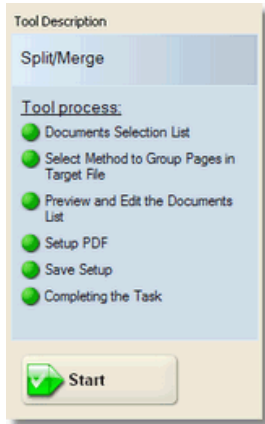 Tool Description
Split/Merge
Tool process:
Documents Selection List
Select Method to Group Pages in
Target File
Preview and Edit the Documents
List
Setup PDF
Save Setup
Completing the Task
Start